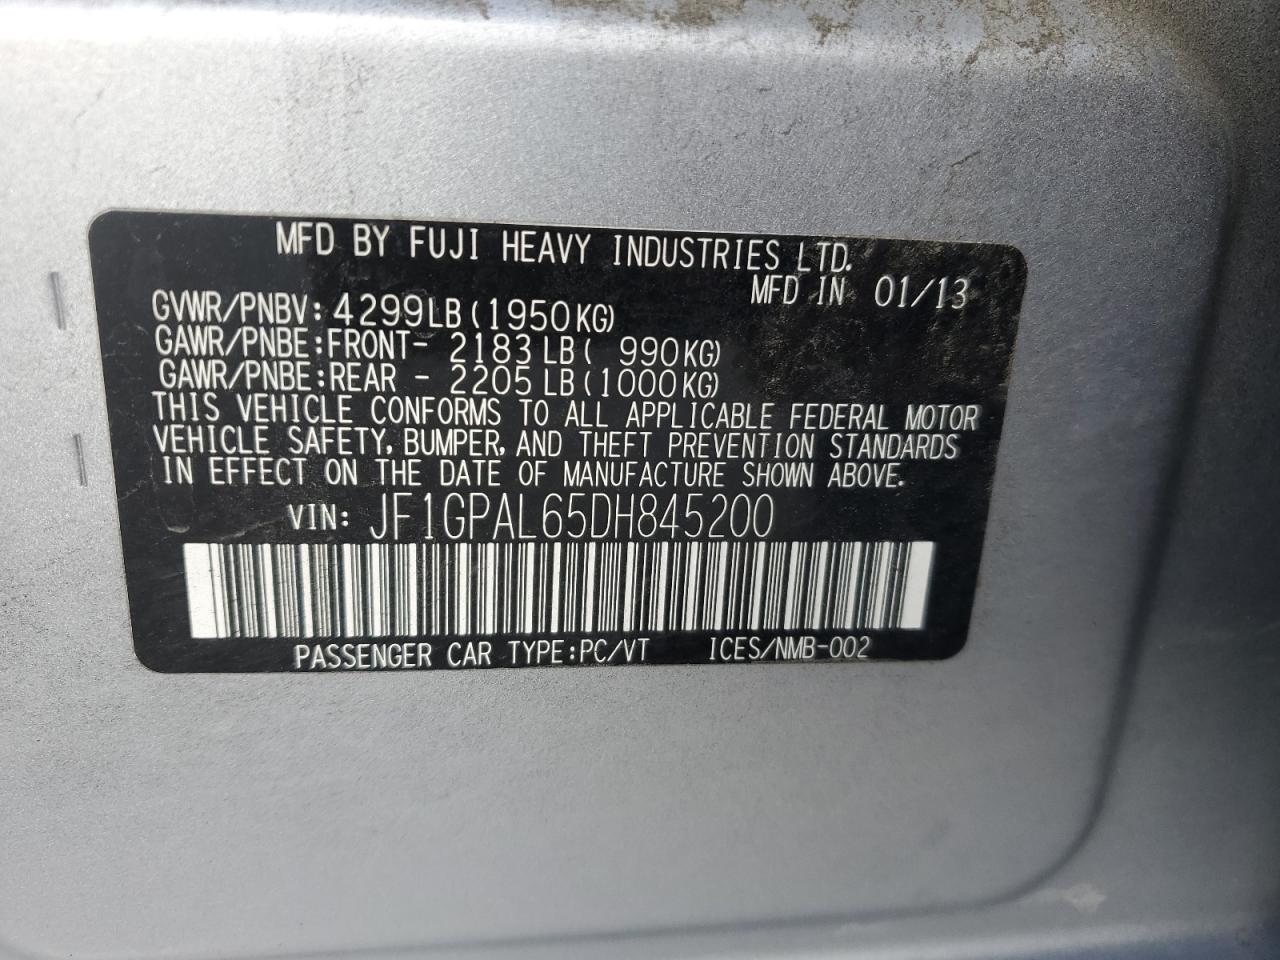 MFD BY FUJI HEAVY INDUSTRIES LTD.
MFD IN 01/13
GVWR/PNBV: 4299LB (1950KG)
GAWR/PNBE:FRONT- 2183LB ( 990KG)
GAWR/PNBE:REAR - 2205LB (1000KG)
THIS VEHICLE CONFORMS TO ALL APPLICABLE FEDERAL MOTOR
VEHICLE SAFETY, BUMPER, AND THEFT PREVENTION STANDARDS
IN EFFECT ON THE DATE OF MANUFACTURE SHOWN ABOVE.
VIN: JF1GPAL65DH845200
PASSENGER CAR TYPE:PC/VT ICES/NMB-002